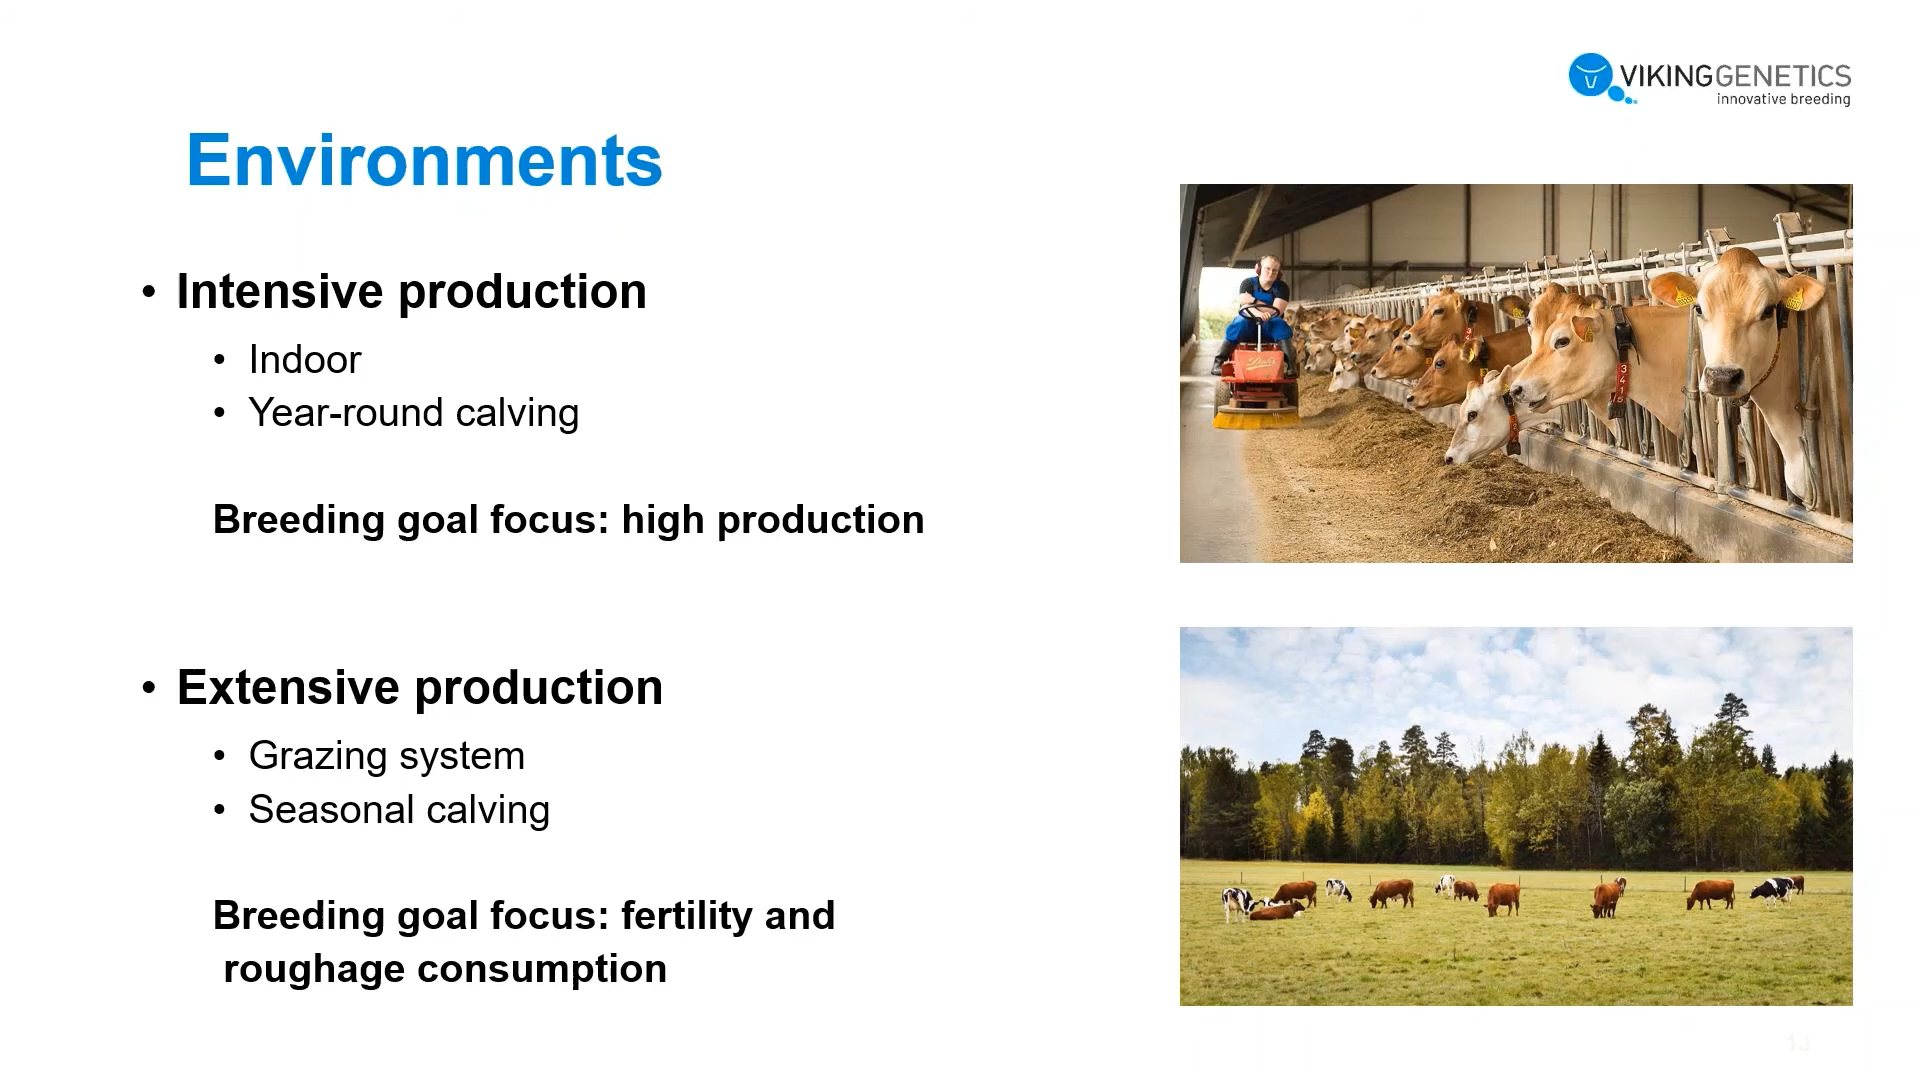 VIKINGGENETICS
innovative breeding
Environments
• Intensive production
• Indoor
• Year-round calving
Breeding goal focus: high production
• Extensive production
• Grazing system
• Seasonal calving
Breeding goal focus: fertility and
roughage consumption
13